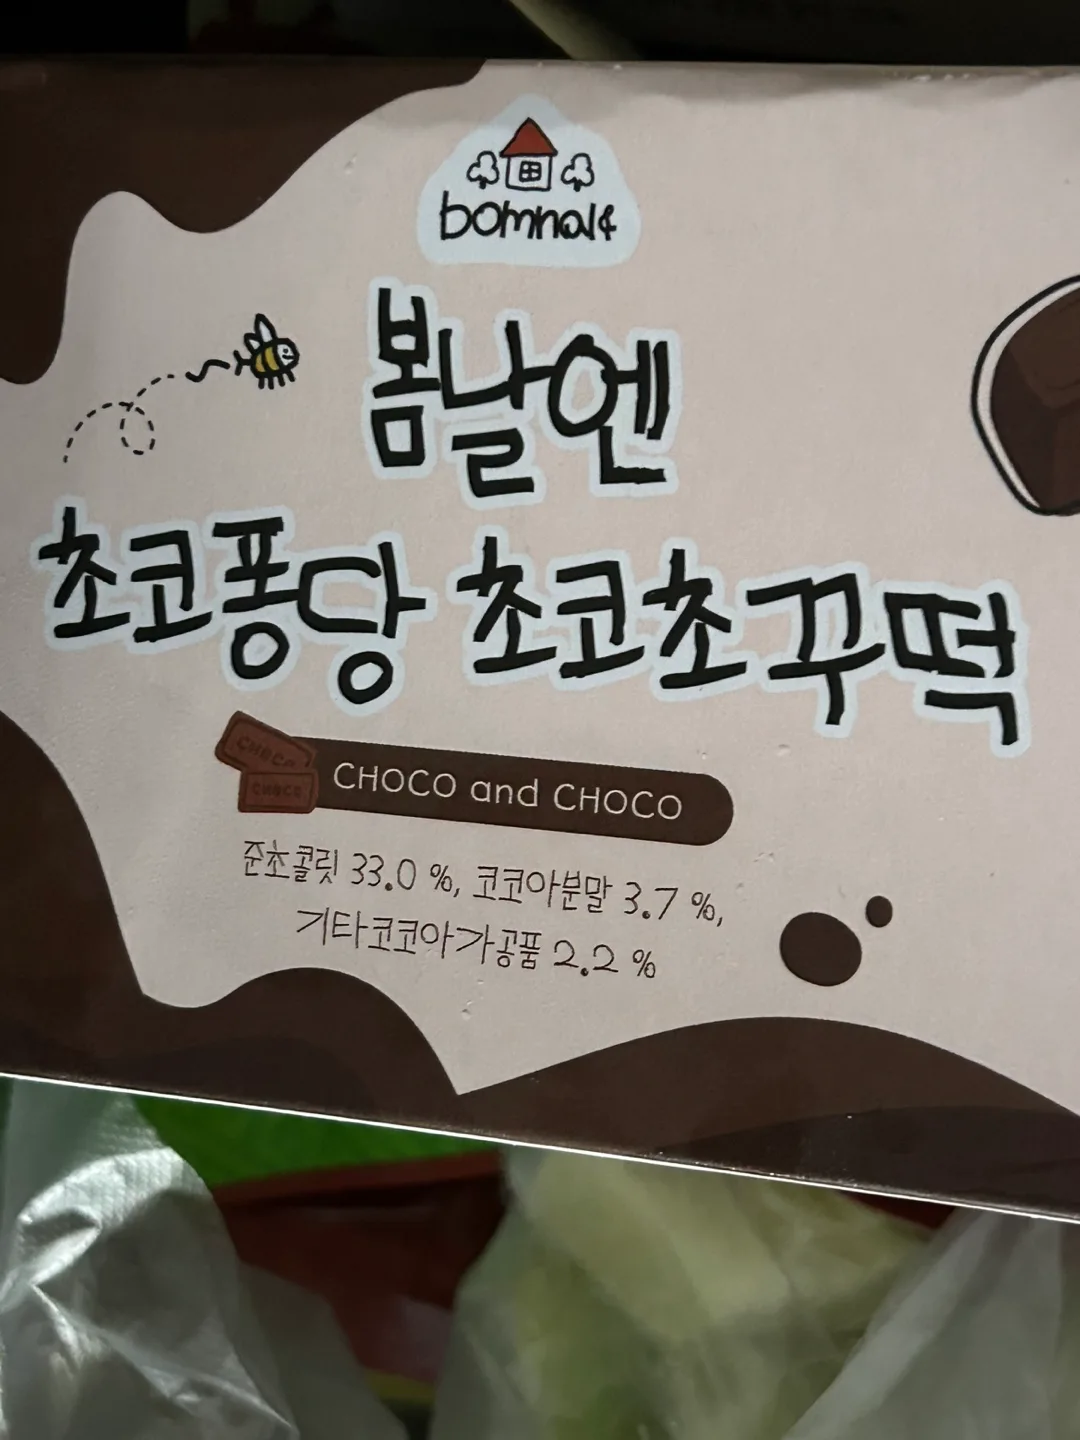 bomnal4
봄날엔
초코퐁당 초코초꾸떡
CHOCO
CHOCO
CHOCO and CHOCO
준초콜릿 33.0 %, 코코아분말 3.7 %,
기타코코아가공품 2.2 %